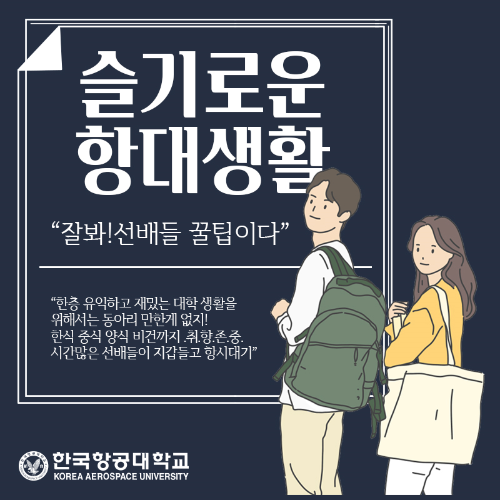 슬기로운
항대생활
“잘봐!선배들 꿀팁이다”
“한층 유익하고 재밌는 대학 생활을
위해서는 동아리 만한게 없지!
한식 중식 양식 비건까지 .취.향.존.중.
시간많은 선배들이 지갑들고 항시대기”
한국항공대학교
KOREA AEROSPACE UNIVERSITY